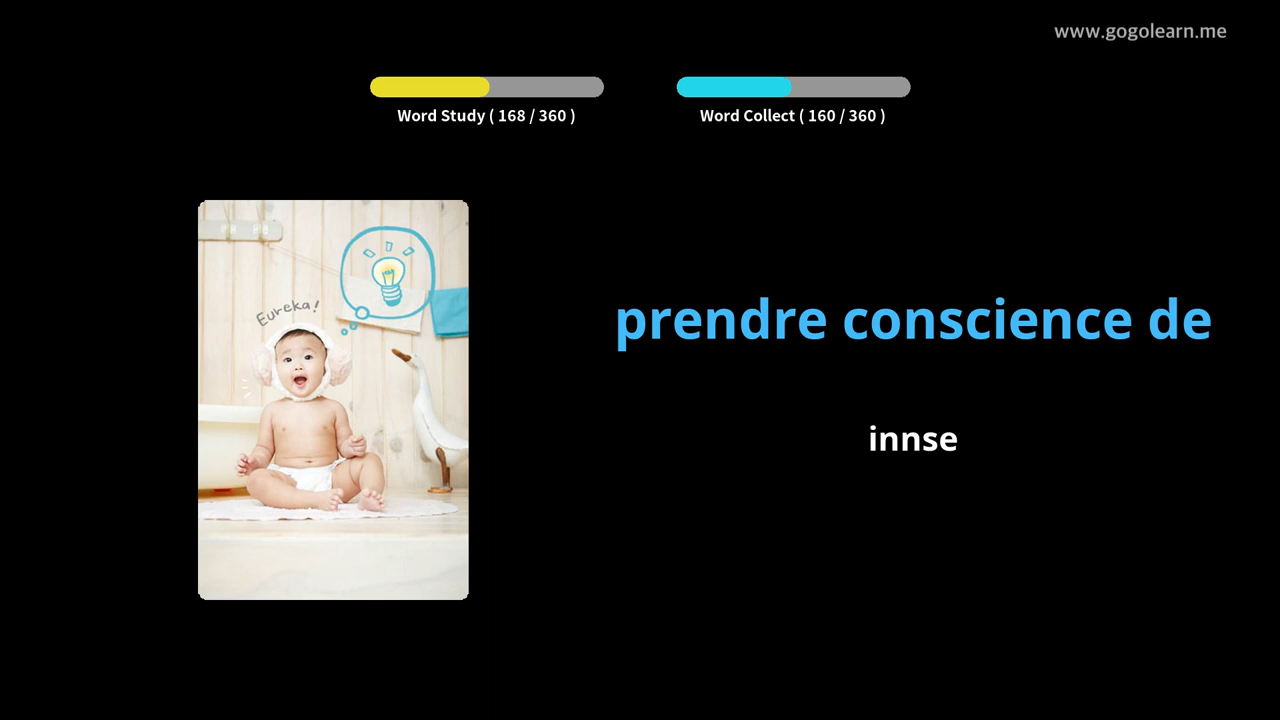 www.gogolearn.me
Word Study ( 168 / 360 )
Word Collect ( 160 / 360 )
Eureka!
prendre conscience de
innse